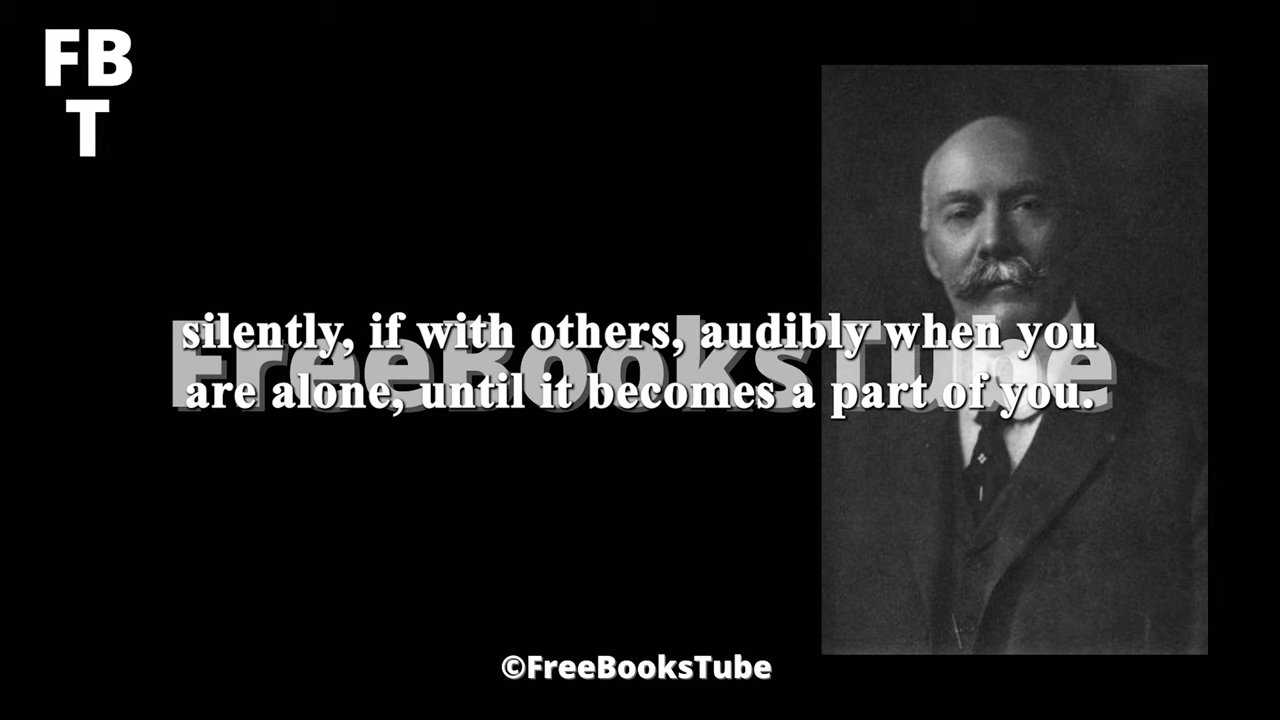 FB
T
silently, if with others, audibly when you
FreeBooksTube
are alone, until it becomes a part of you.
©FreeBooksTube